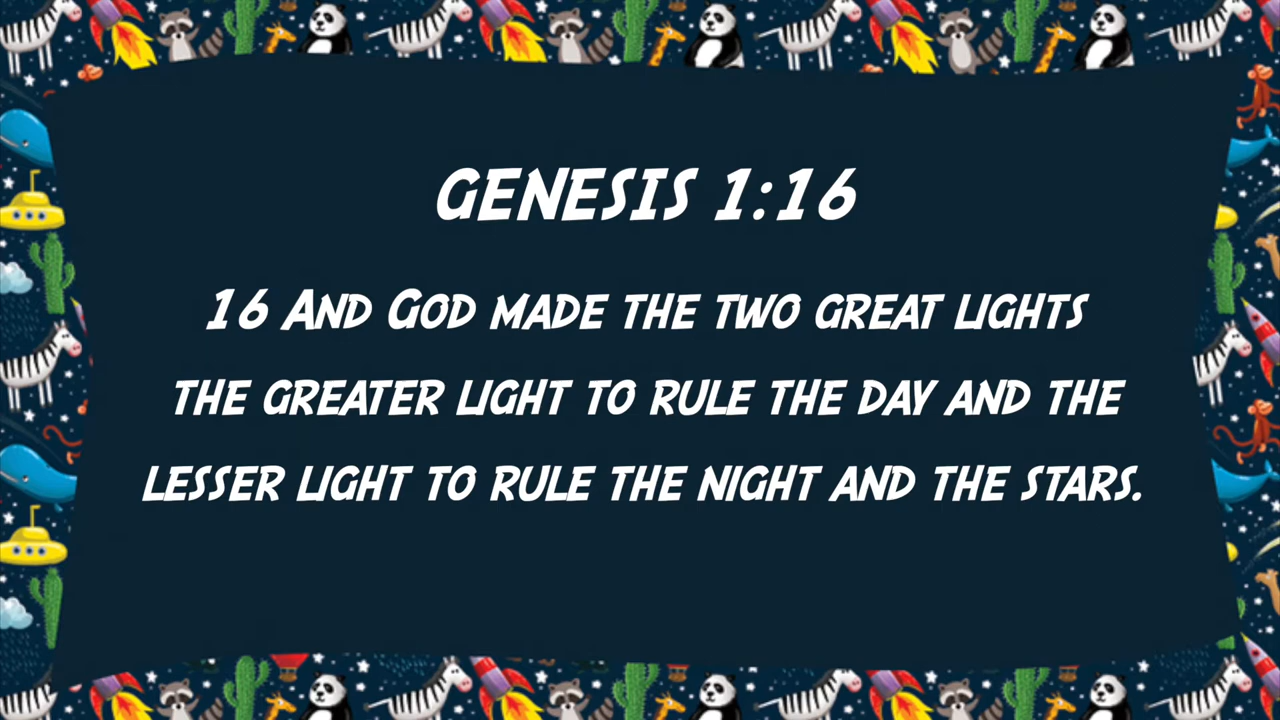 GENESIS 1:16
16 AND GOD MADE THE TWO GREAT LIGHTS
THE GREATER LIGHT TO RULE THE DAY AND THE
LESSER LIGHT TO RULE THE NIGHT AND THE STARS.